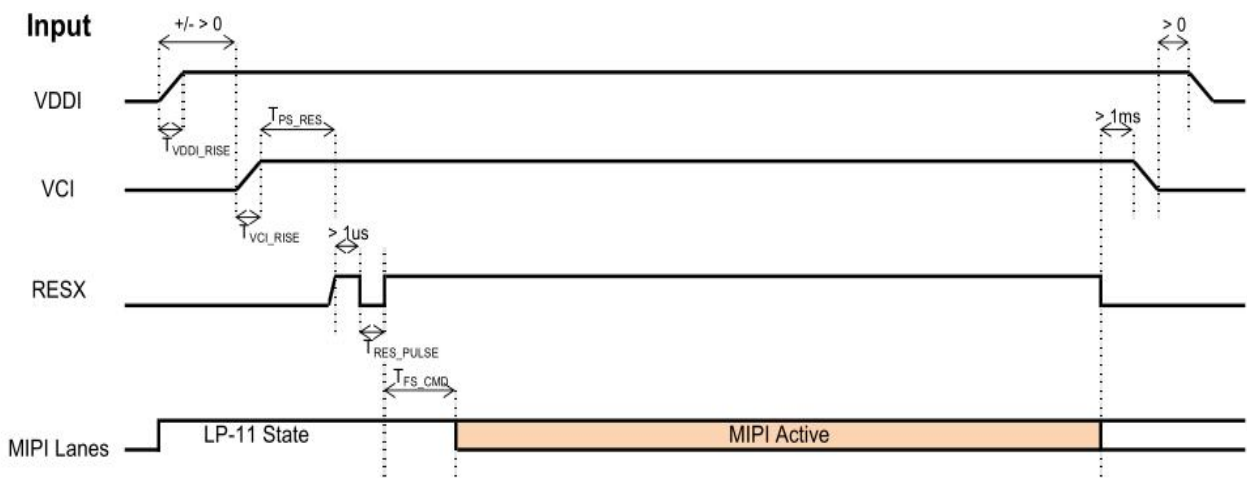 Input
+/- > 0
> 0
VDDI
T_VDDI_RISE
T_PS_RES
> 1ms
VCI
T_VCI_RISE
> 1us
RESX
T_RES_PULSE
T_FS_CMD
MIPI Lanes
LP-11 State
MIPI Active